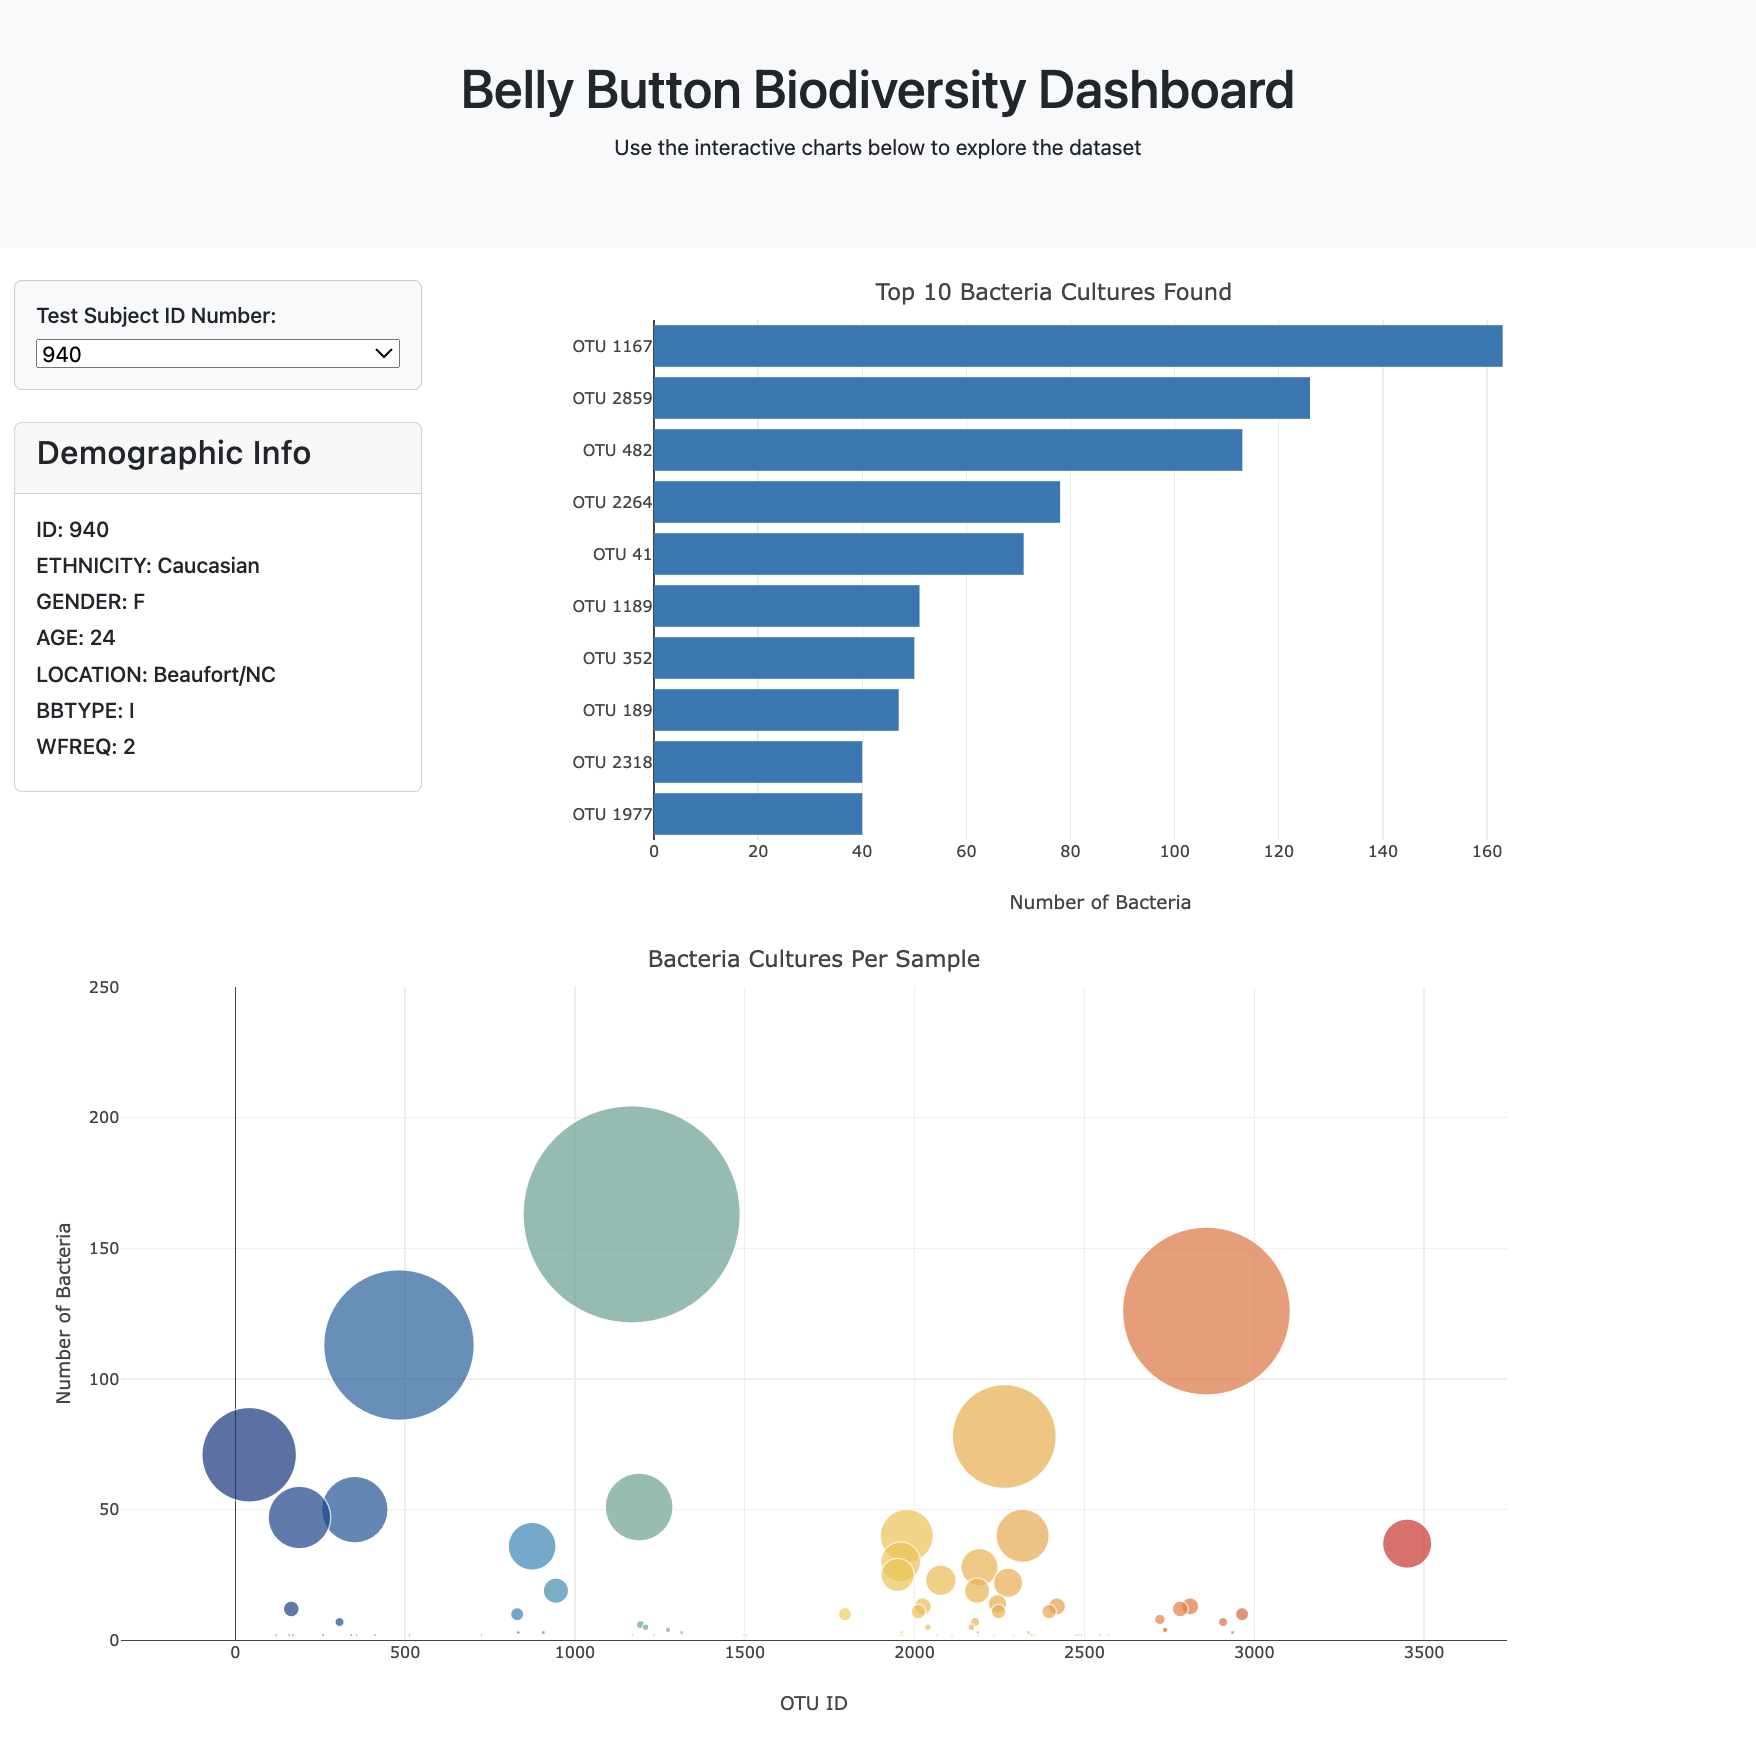 Belly Button Biodiversity Dashboard
Use the interactive charts below to explore the dataset
Test Subject ID Number:
940
Demographic Info
ID: 940
ETHNICITY: Caucasian
GENDER: F
AGE: 24
LOCATION: Beaufort/NC
BBTYPE: I
WFREQ: 2
Top 10 Bacteria Cultures Found
OTU 1167
OTU 2859
OTU 482
OTU 2264
OTU 41
OTU 1189
OTU 352
OTU 189
OTU 2318
OTU 1977
0 20 40 60 80 100 120 140 160
Number of Bacteria
Bacteria Cultures Per Sample
Number of Bacteria
250
200
150
100
50
0
0 500 1000 1500 2000 2500 3000 3500
OTU ID